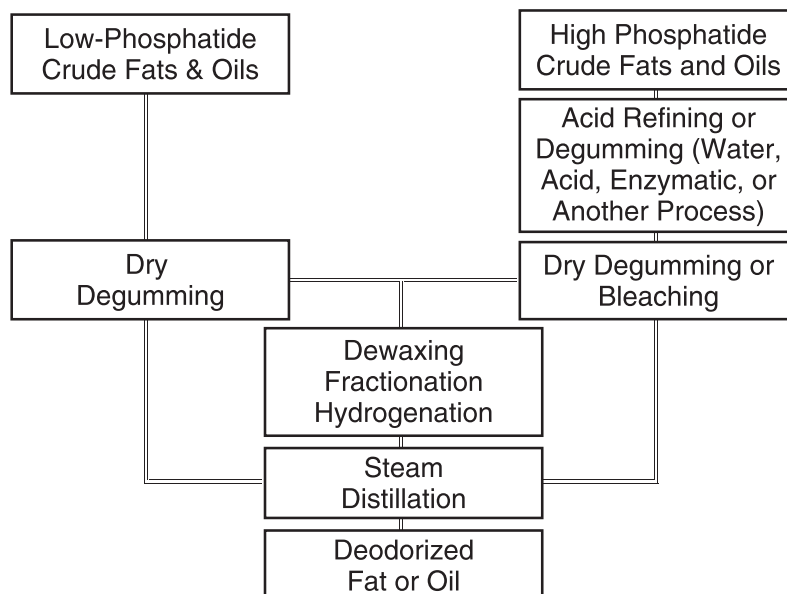 Low-Phosphatide
Crude Fats & Oils
High Phosphatide
Crude Fats and Oils
Acid Refining or
Degumming (Water,
Acid, Enzymatic, or
Another Process)
Dry
Degumming
Dry Degumming or
Bleaching
Dewaxing
Fractionation
Hydrogenation
Steam
Distillation
Deodorized
Fat or Oil